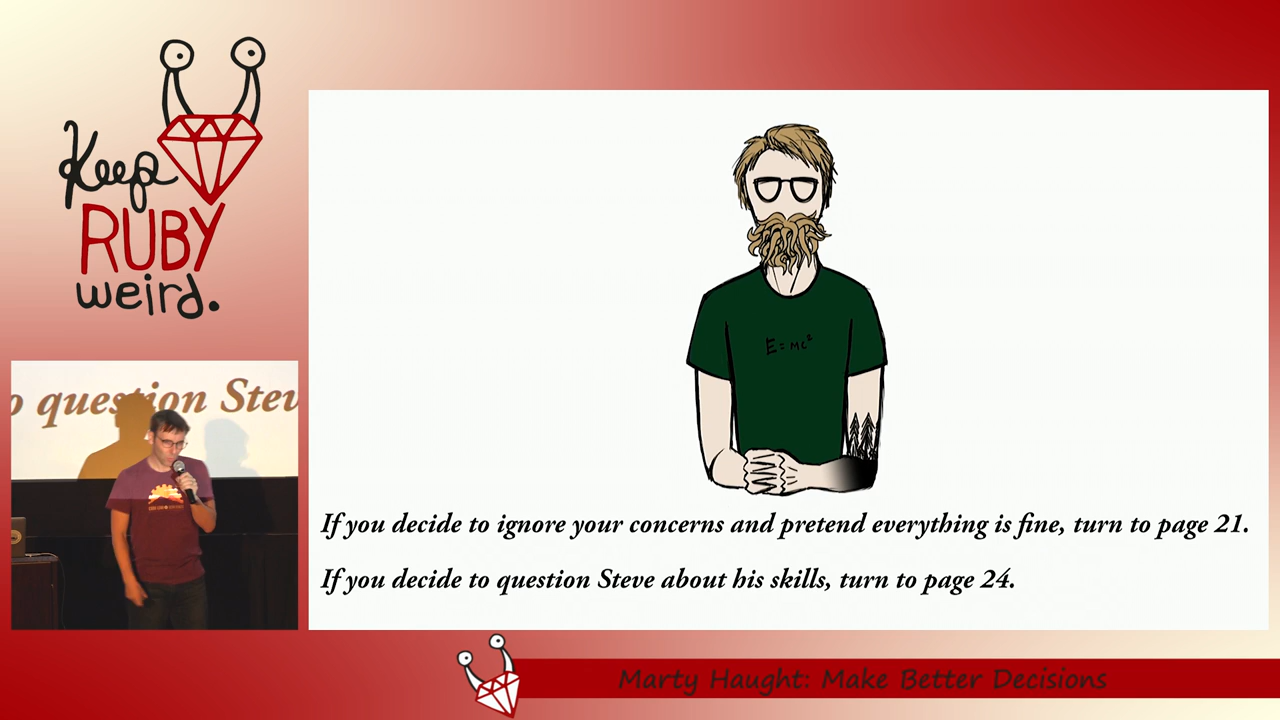 Keep
RUBY
weird.
o question Stev
E=mc²
If you decide to ignore your concerns and pretend everything is fine, turn to page 21.
If you decide to question Steve about his skills, turn to page 24.
Marty Haught: Make Better Decisions